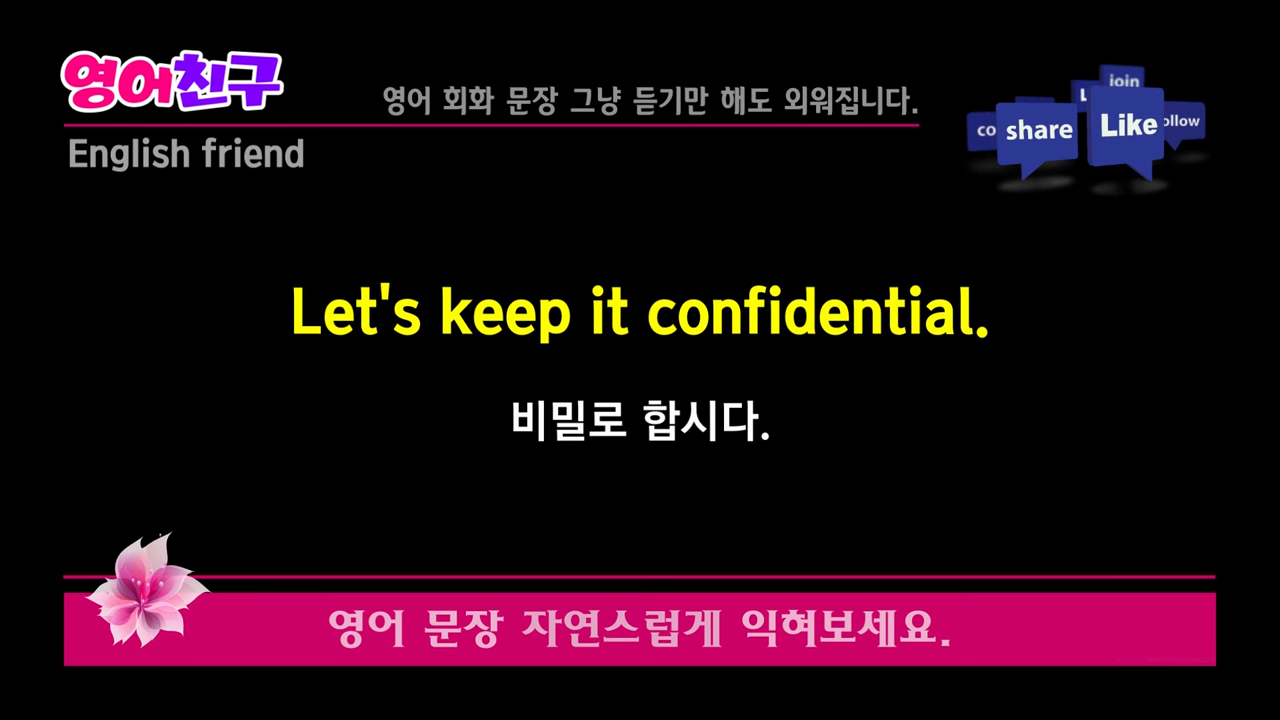 영어친구
영어 회화 문장 그냥 듣기만 해도 외워집니다.
English friend
join
L
co
share
Like
ollow
Let's keep it confidential.
비밀로 합시다.
영어 문장 자연스럽게 익혀보세요.